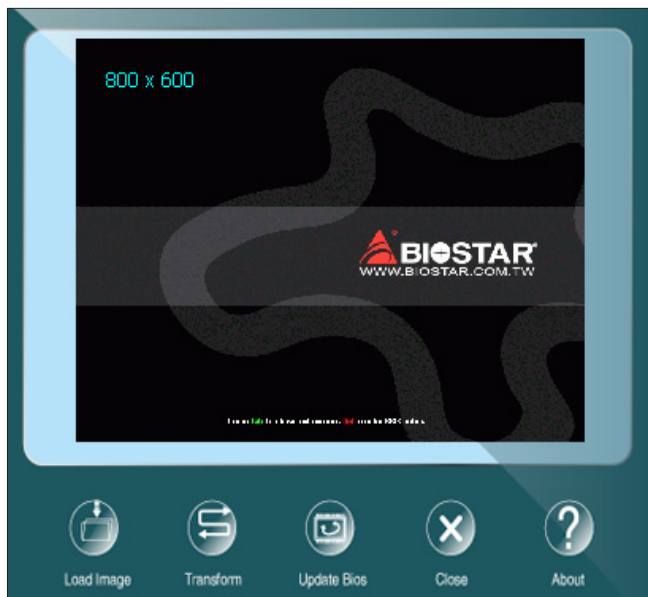 800 x 600
BIOSTAR®
WWW.BIOSTAR.COM.TW
Load Image
Transform
Update Bios
Close
About